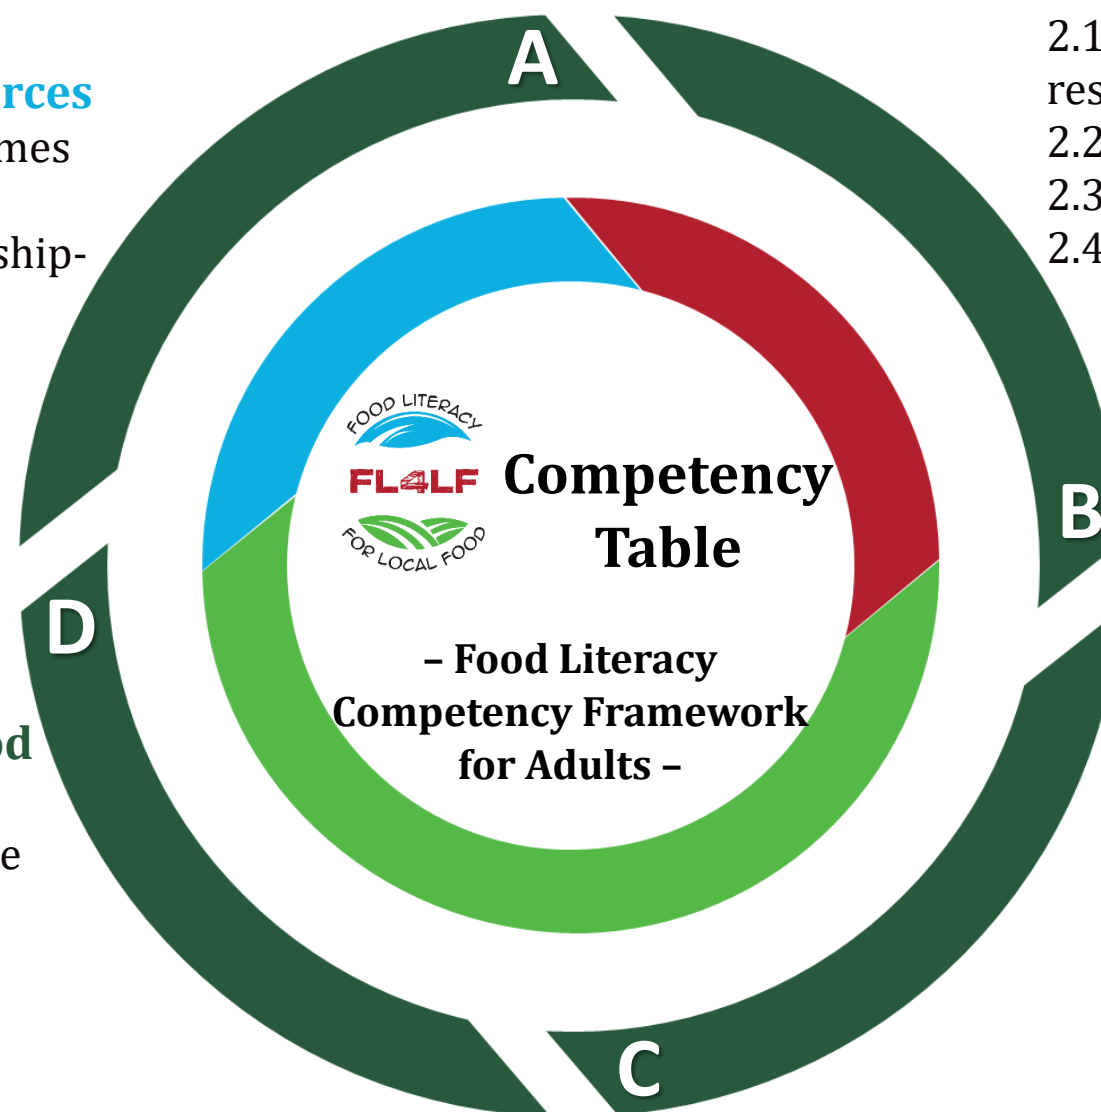 A
rces
mes
ship-
2.1
res
2.2
2.3
2.4
FOOD LITERACY
FL4LF
FOR LOCAL FOOD
Competency
Table
– Food Literacy
Competency Framework
for Adults –
B
D
od
e
C